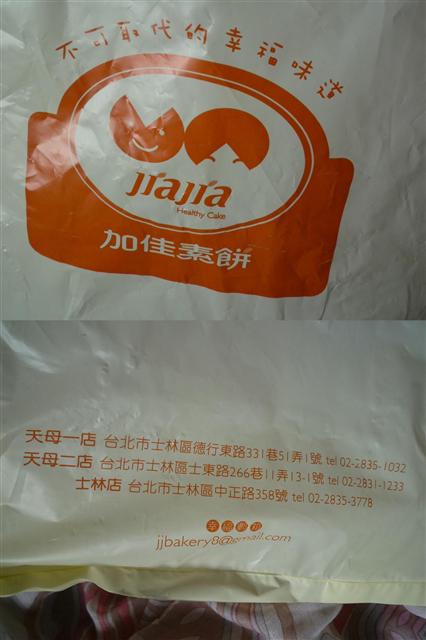 不可取代的幸福味道
jiajia
Healthy Cake
加佳素餅
天母一店 台北市士林區德行東路331巷51弄1號 tel 02-2835-1032
天母二店 台北市士林區士東路266巷11弄13-1號 tel 02-2831-1233
士林店 台北市士林區中正路358號 tel 02-2835-3778
幸福
jjbakery8@gmail.com